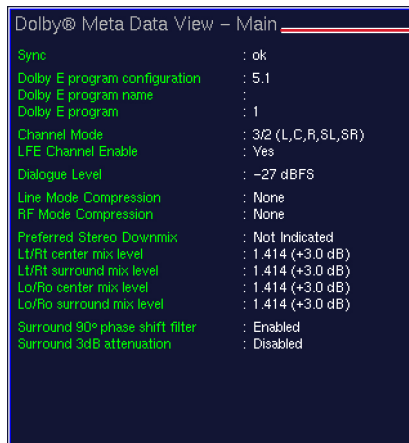 Dolby® Meta Data View – Main
Sync : ok
Dolby E program configuration : 5.1
Dolby E program name :
Dolby E program : 1
Channel Mode : 3/2 (L,C,R,SL,SR)
LFE Channel Enable : Yes
Dialogue Level : –27 dBFS
Line Mode Compression : None
RF Mode Compression : None
Preferred Stereo Downmix : Not Indicated
Lt/Rt center mix level : 1.414 (+3.0 dB)
Lt/Rt surround mix level : 1.414 (+3.0 dB)
Lo/Ro center mix level : 1.414 (+3.0 dB)
Lo/Ro surround mix level : 1.414 (+3.0 dB)
Surround 90º phase shift filter : Enabled
Surround 3dB attenuation : Disabled